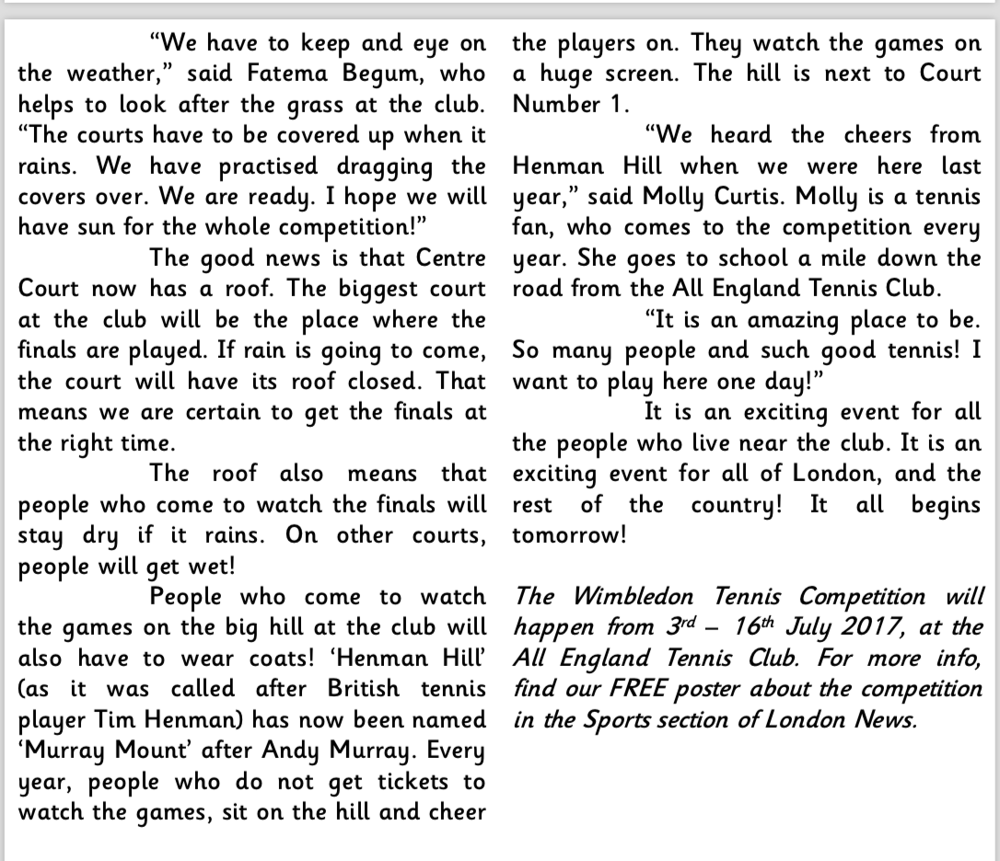 “We have to keep and eye on
the weather,” said Fatema Begum, who
helps to look after the grass at the club.
“The courts have to be covered up when it
rains. We have practised dragging the
covers over. We are ready. I hope we will
have sun for the whole competition!”
The good news is that Centre
Court now has a roof. The biggest court
at the club will be the place where the
finals are played. If rain is going to come,
the court will have its roof closed. That
means we are certain to get the finals at
the right time.
The roof also means that
people who come to watch the finals will
stay dry if it rains. On other courts,
people will get wet!
People who come to watch
the games on the big hill at the club will
also have to wear coats! ‘Henman Hill’
(as it was called after British tennis
player Tim Henman) has now been named
‘Murray Mount’ after Andy Murray. Every
year, people who do not get tickets to
watch the games, sit on the hill and cheer
the players on. They watch the games on
a huge screen. The hill is next to Court
Number 1.
“We heard the cheers from
Henman Hill when we were here last
year,” said Molly Curtis. Molly is a tennis
fan, who comes to the competition every
year. She goes to school a mile down the
road from the All England Tennis Club.
“It is an amazing place to be.
So many people and such good tennis! I
want to play here one day!”
It is an exciting event for all
the people who live near the club. It is an
exciting event for all of London, and the
rest of the country! It all begins
tomorrow!
The Wimbledon Tennis Competition will
happen from 3rd – 16th July 2017, at the
All England Tennis Club. For more info,
find our FREE poster about the competition
in the Sports section of London News.